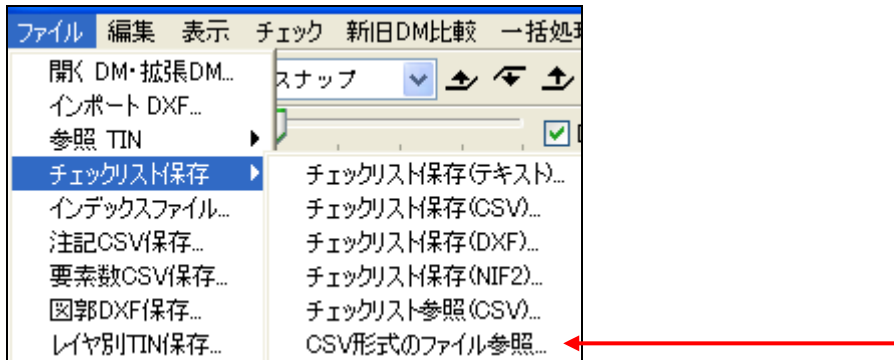 ファイル 編集 表示 チェック 新旧DM比較 一括処理
開く DM・拡張DM...
スナップ
インポート DXF...
参照 TIN
チェックリスト保存
チェックリスト保存(テキスト)...
インデックスファイル...
チェックリスト保存(CSV)...
注記CSV保存...
チェックリスト保存(DXF)...
要素数CSV保存...
チェックリスト保存(NIF2)...
図郭DXF保存...
チェックリスト参照(CSV)...
レイヤ別TIN保存...
CSV形式のファイル参照...